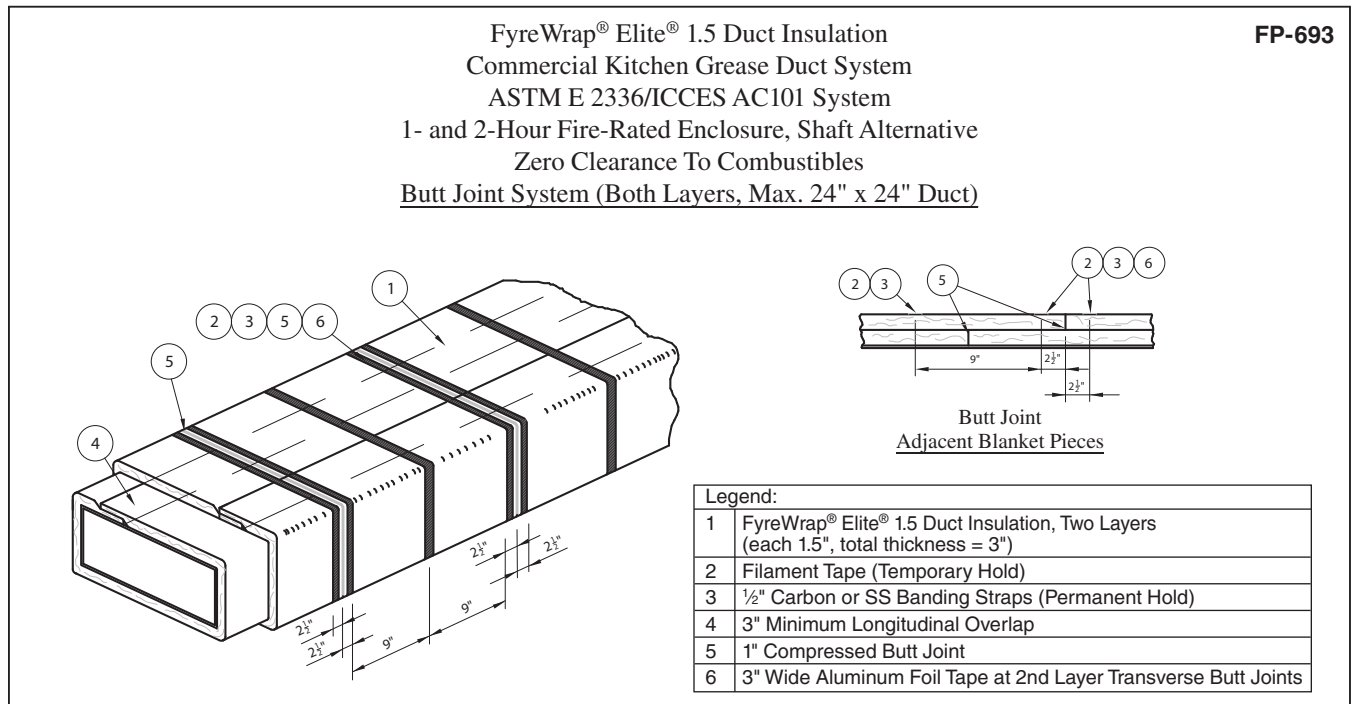 FyreWrap® Elite® 1.5 Duct Insulation
FP-693
Commercial Kitchen Grease Duct System
ASTM E 2336/ICCES AC101 System
1- and 2-Hour Fire-Rated Enclosure, Shaft Alternative
Zero Clearance To Combustibles
Butt Joint System (Both Layers, Max. 24" x 24" Duct)
1
2 3 5 6
5
4
2½"
2½"
9"
9"
2½"
2½"
2 3
5
2 3 6
9"
2½"
2½"
Butt Joint
Adjacent Blanket Pieces
Legend:
1 FyreWrap® Elite® 1.5 Duct Insulation, Two Layers
(each 1.5", total thickness = 3")
2 Filament Tape (Temporary Hold)
3 ½" Carbon or SS Banding Straps (Permanent Hold)
4 3" Minimum Longitudinal Overlap
5 1" Compressed Butt Joint
6 3" Wide Aluminum Foil Tape at 2nd Layer Transverse Butt Joints